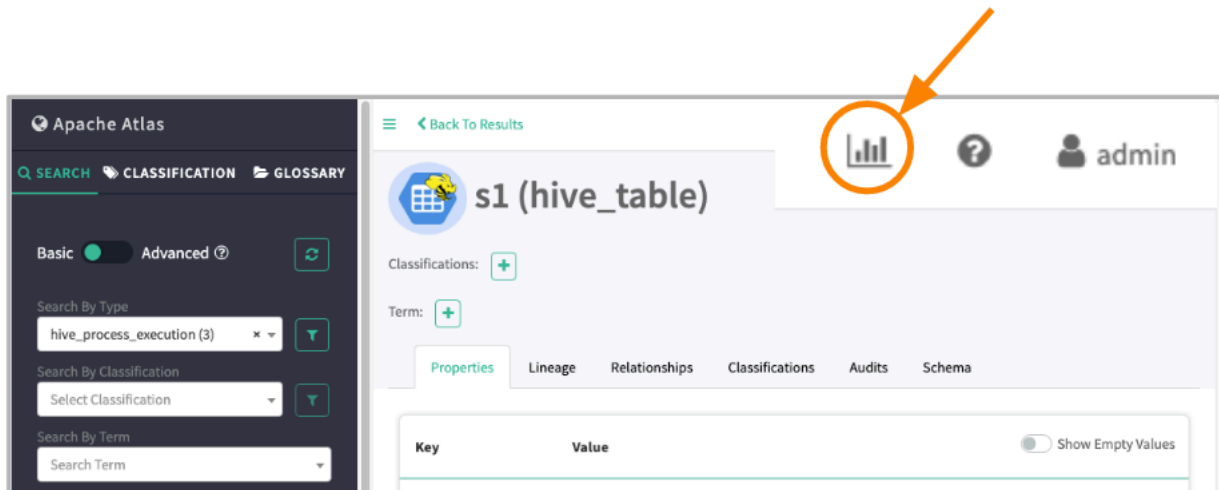 Apache Atlas
SEARCH CLASSIFICATION GLOSSARY
Basic Advanced
Search By Type
hive_process_execution (3)
Search By Classification
Select Classification
Search By Term
Search Term
Back To Results
admin
s1 (hive_table)
Classifications:
Term:
Properties Lineage Relationships Classifications Audits Schema
Key Value Show Empty Values